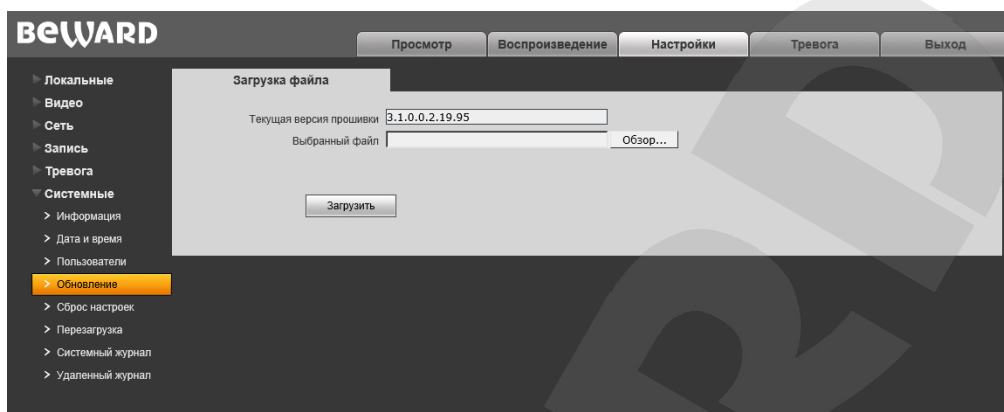 BEWARD
Просмотр
Воспроизведение
Настройки
Тревога
Выход
Локальные
Видео
Сеть
Запись
Тревога
Системные
Информация
Дата и время
Пользователи
Обновление
Сброс настроек
Перезагрузка
Системный журнал
Удаленный журнал
Загрузка файла
Текущая версия прошивки 3.1.0.0.2.19.95
Выбранный файл Обзор...
Загрузить